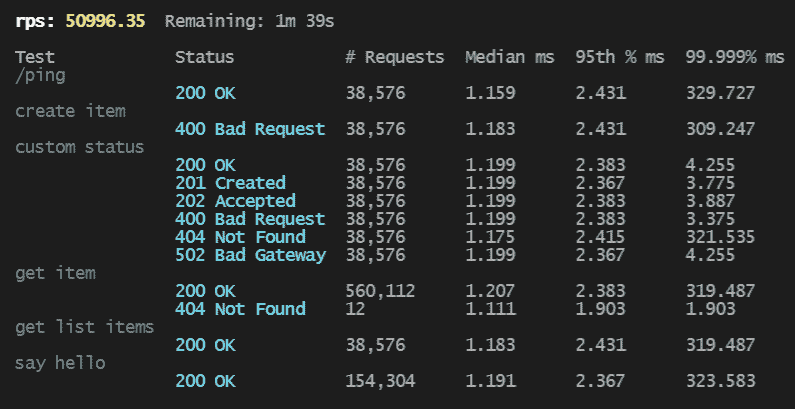 rps: 50996.35 Remaining: 1m 39s
Test Status # Requests Median ms 95th % ms 99.999% ms
/ping
200 OK 38,576 1.159 2.431 329.727
create item
400 Bad Request 38,576 1.183 2.431 309.247
custom status
200 OK 38,576 1.199 2.383 4.255
201 Created 38,576 1.199 2.367 3.775
202 Accepted 38,576 1.199 2.383 3.887
400 Bad Request 38,576 1.199 2.383 3.375
404 Not Found 38,576 1.175 2.415 321.535
502 Bad Gateway 38,576 1.199 2.367 4.255
get item
200 OK 560,112 1.207 2.383 319.487
404 Not Found 12 1.111 1.903 1.903
get list items
200 OK 38,576 1.183 2.431 319.487
say hello
200 OK 154,304 1.191 2.367 323.583